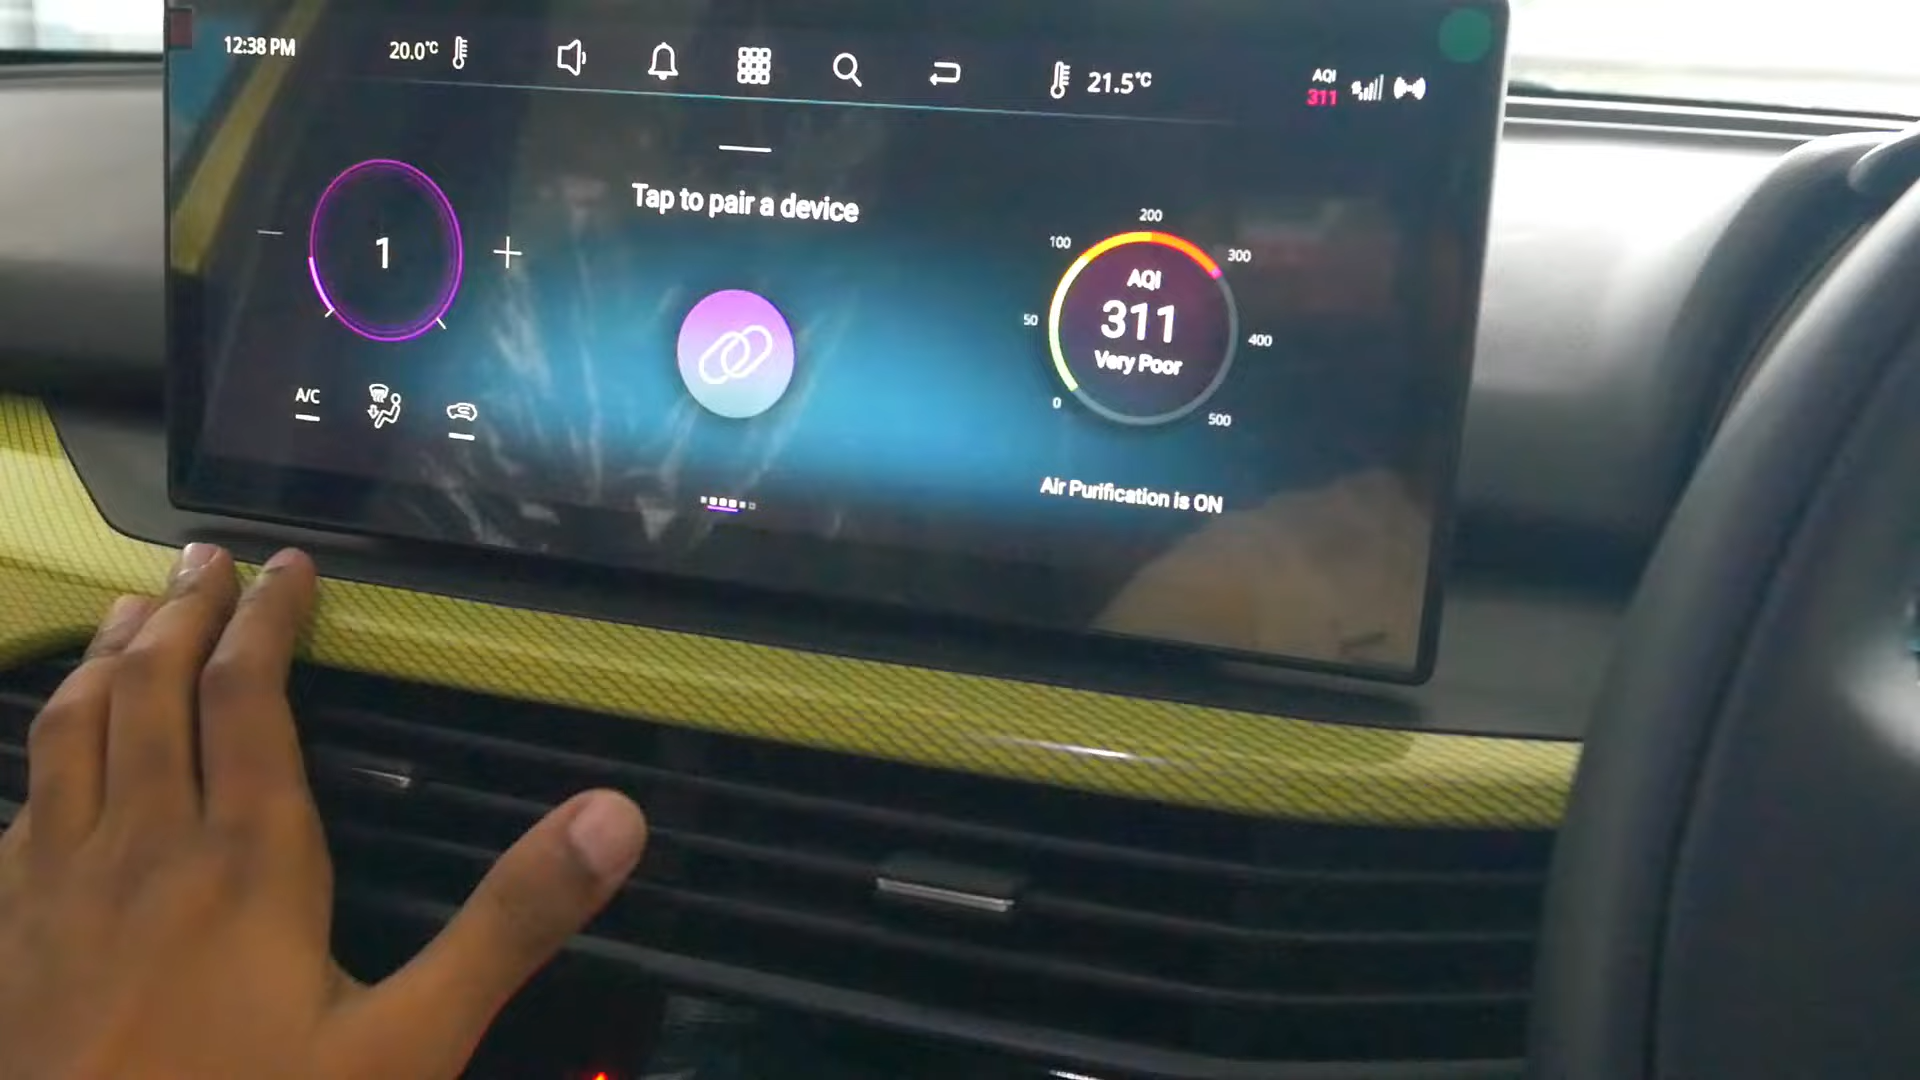 12:38 PM
20.0°C
21.5°C
AQI
311
Tap to pair a device
1
A/C
0
50
100
200
300
400
500
AQI
311
Very Poor
Air Purification is ON